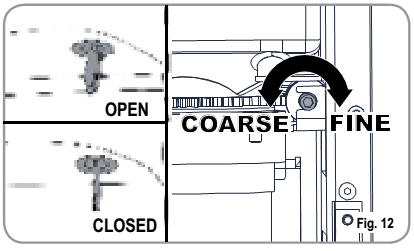 OPEN
COARSE FINE
CLOSED
Fig. 12